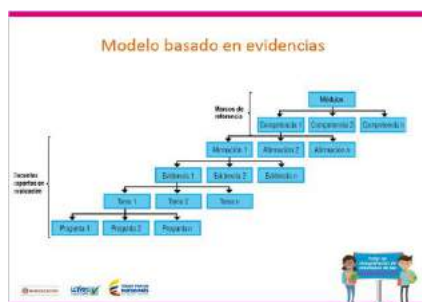 Modelo basado en evidencias
Módulos
Marcos de
referencia
Competencia 1 Competencia 2 Competencia n
Afirmación 1 Afirmación 2 Afirmación n
Docentes
expertos en
evaluación
Evidencia 1 Evidencia 2 Evidencia n
Tarea 1 Tarea 2 Tarea n
Pregunta 1 Pregunta 2 Pregunta n